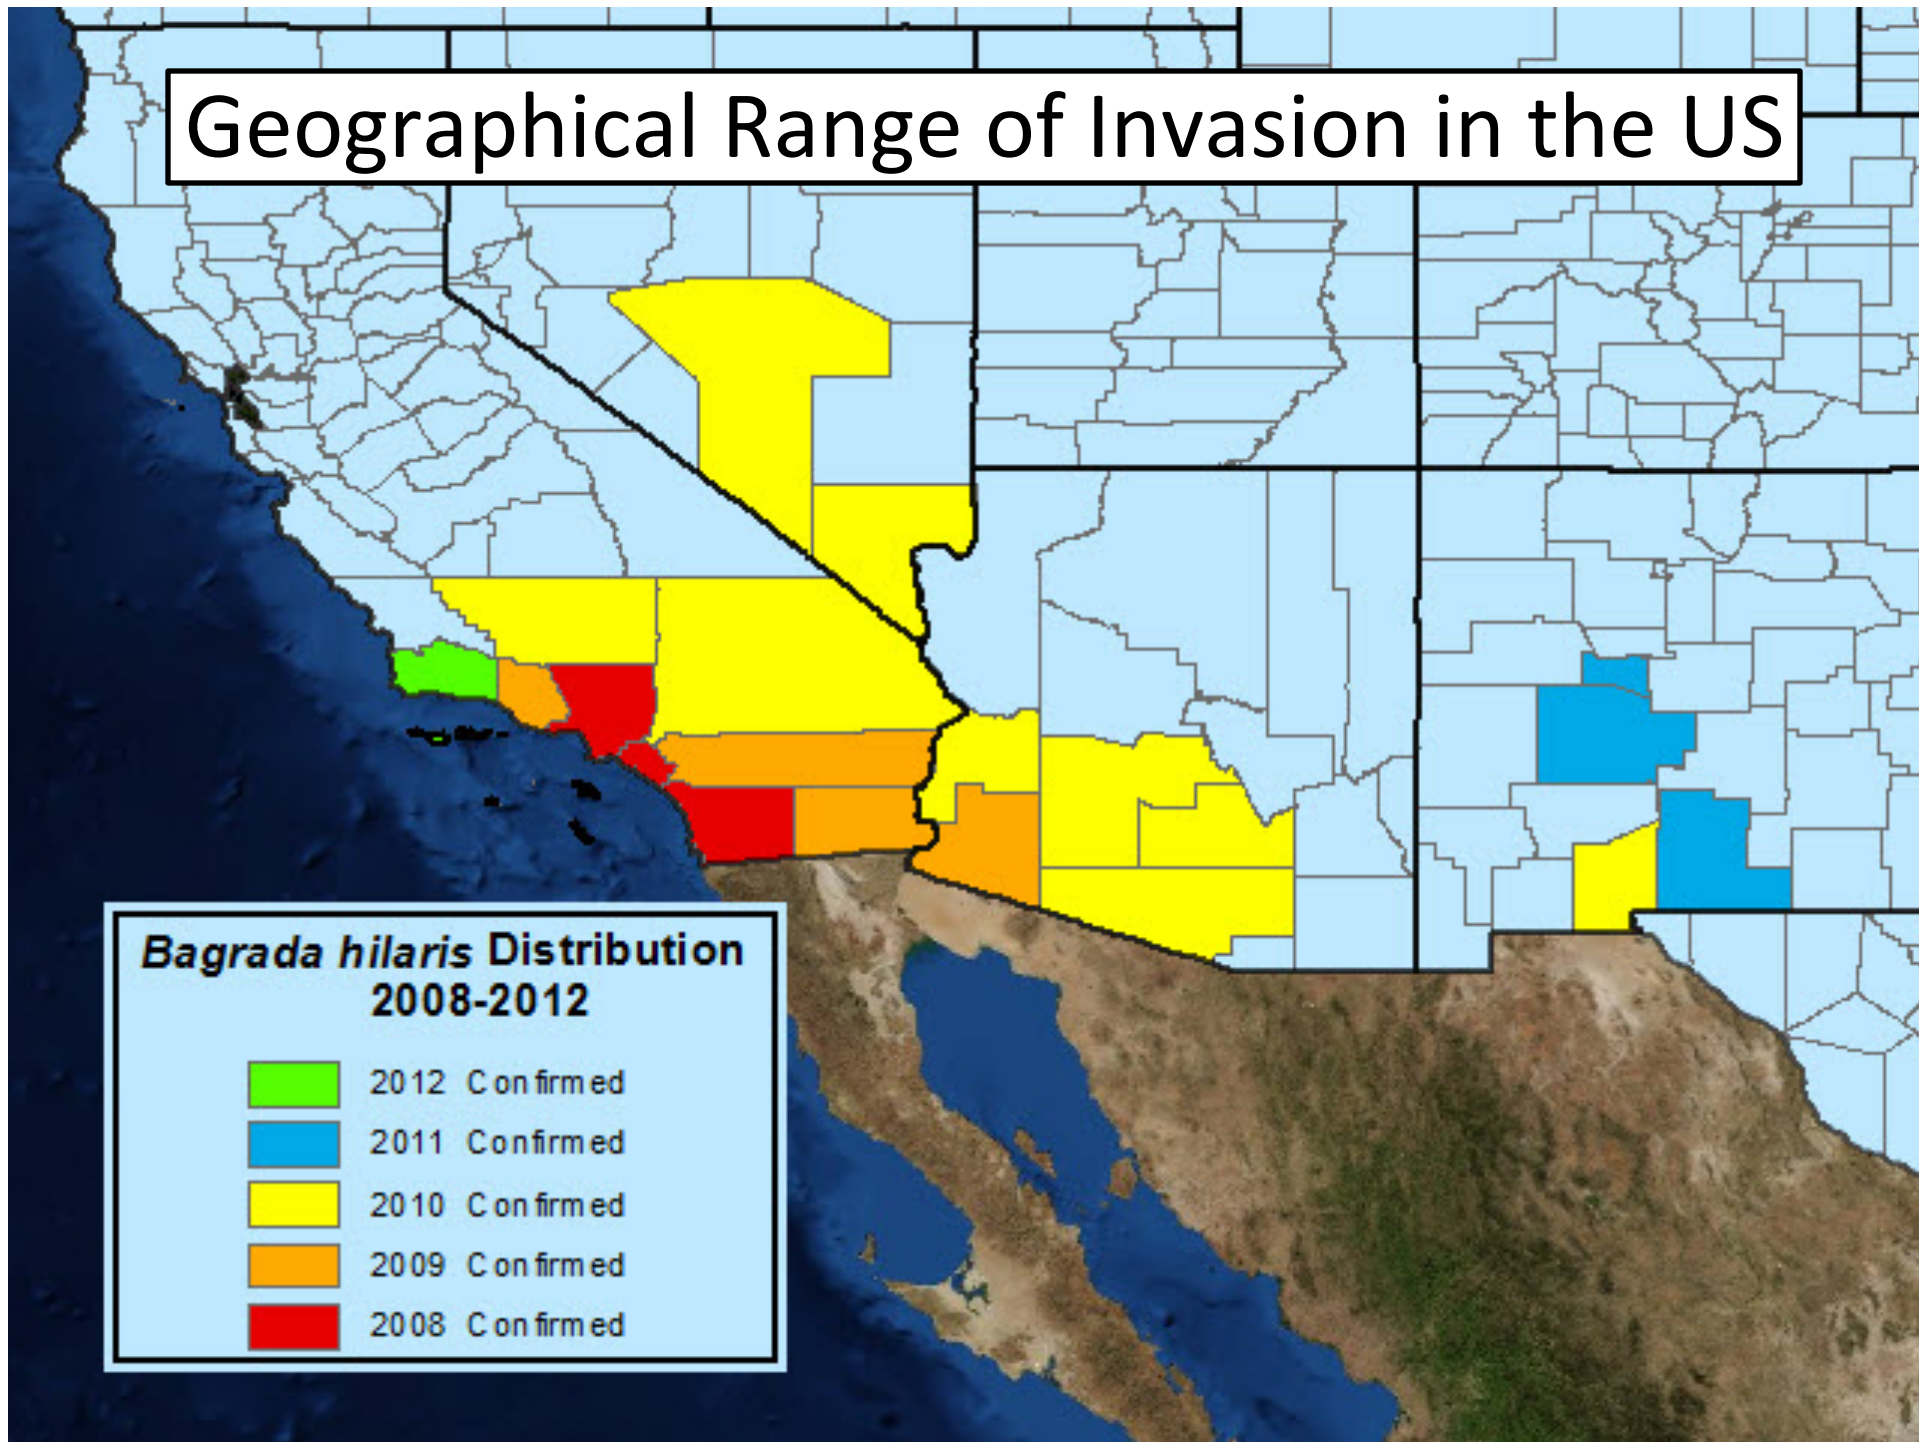 Geographical Range of Invasion in the US
Bagrada hilaris Distribution
2008-2012
2012 Confirmed
2011 Confirmed
2010 Confirmed
2009 Confirmed
2008 Confirmed